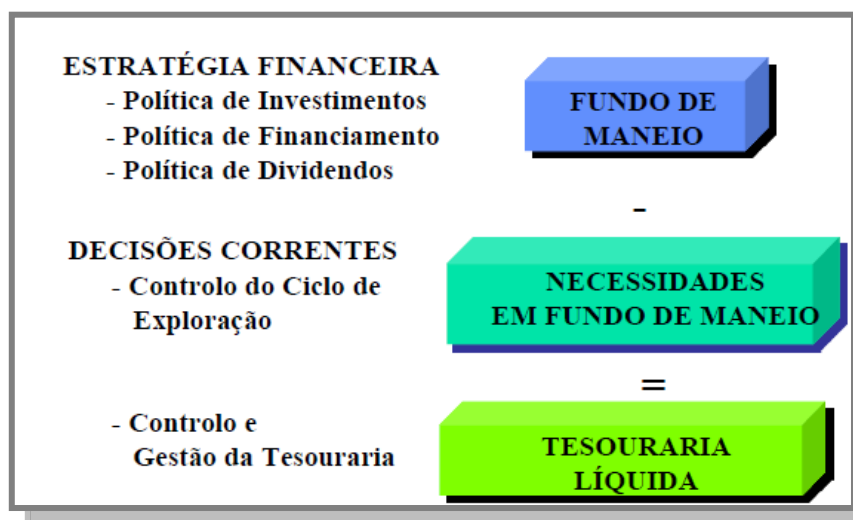 ESTRATÉGIA FINANCEIRA
- Política de Investimentos
- Política de Financiamento
- Política de Dividendos
FUNDO DE
MANEIO
-
DECISÕES CORRENTES
- Controlo do Ciclo de
Exploração
NECESSIDADES
EM FUNDO DE MANEIO
=
- Controlo e
Gestão da Tesouraria
TESOURARIA
LÍQUIDA